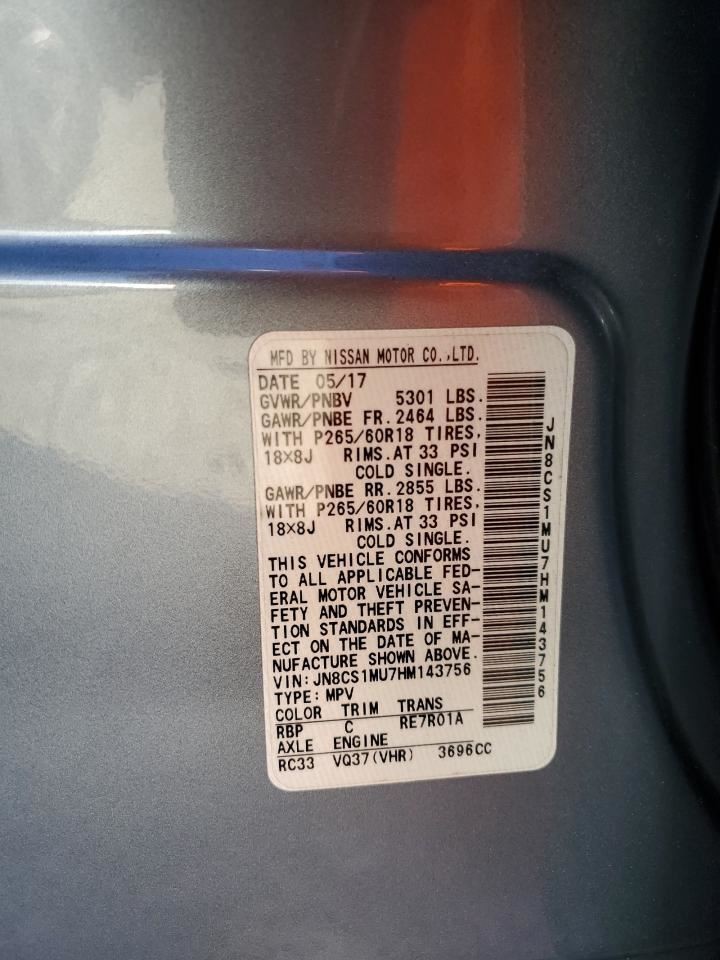 MFD BY NISSAN MOTOR CO.,LTD.
DATE 05/17
GVWR/PNBV 5301 LBS.
GAWR/PNBE FR. 2464 LBS.
WITH P265/60R18 TIRES,
18×8J RIMS.AT 33 PSI
COLD SINGLE.
GAWR/PNBE RR. 2855 LBS.
WITH P265/60R18 TIRES,
18×8J RIMS.AT 33 PSI
COLD SINGLE.
THIS VEHICLE CONFORMS
TO ALL APPLICABLE FED-
ERAL MOTOR VEHICLE SA-
FETY AND THEFT PREVEN-
TION STANDARDS IN EFF-
ECT ON THE DATE OF MA-
NUFACTURE SHOWN ABOVE.
VIN:JN8CS1MU7HM143756
TYPE:MPV
COLOR TRIM TRANS
RBP C RE7R01A
AXLE ENGINE
RC33 VQ37(VHR) 3696CC
JN8CS1MU7HM143756